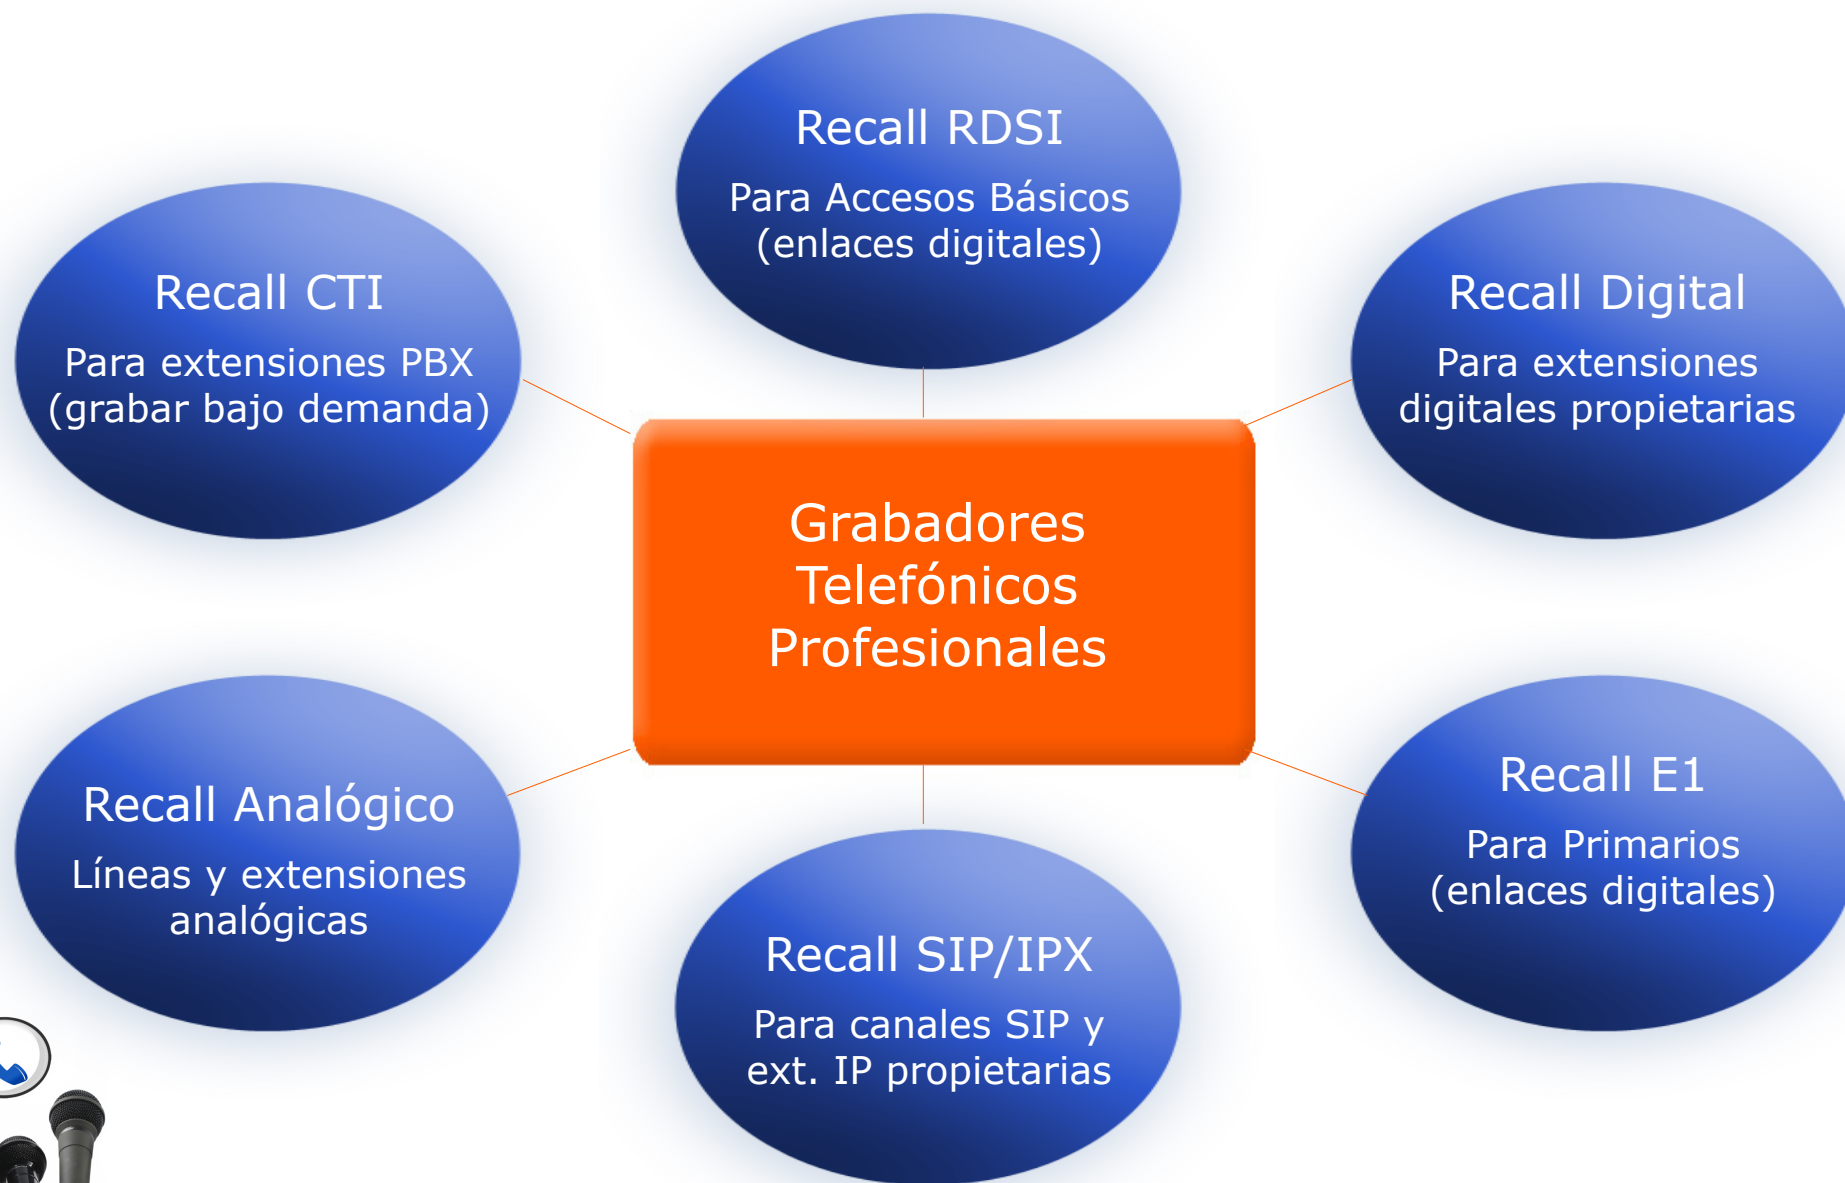 Recall RDSI
Para Accesos Básicos
(enlaces digitales)
Recall CTI
Para extensiones PBX
(grabar bajo demanda)
Recall Digital
Para extensiones
digitales propietarias
Grabadores
Telefónicos
Profesionales
Recall Analógico
Líneas y extensiones
analógicas
Recall E1
Para Primarios
(enlaces digitales)
Recall SIP/IPX
Para canales SIP y
ext. IP propietarias